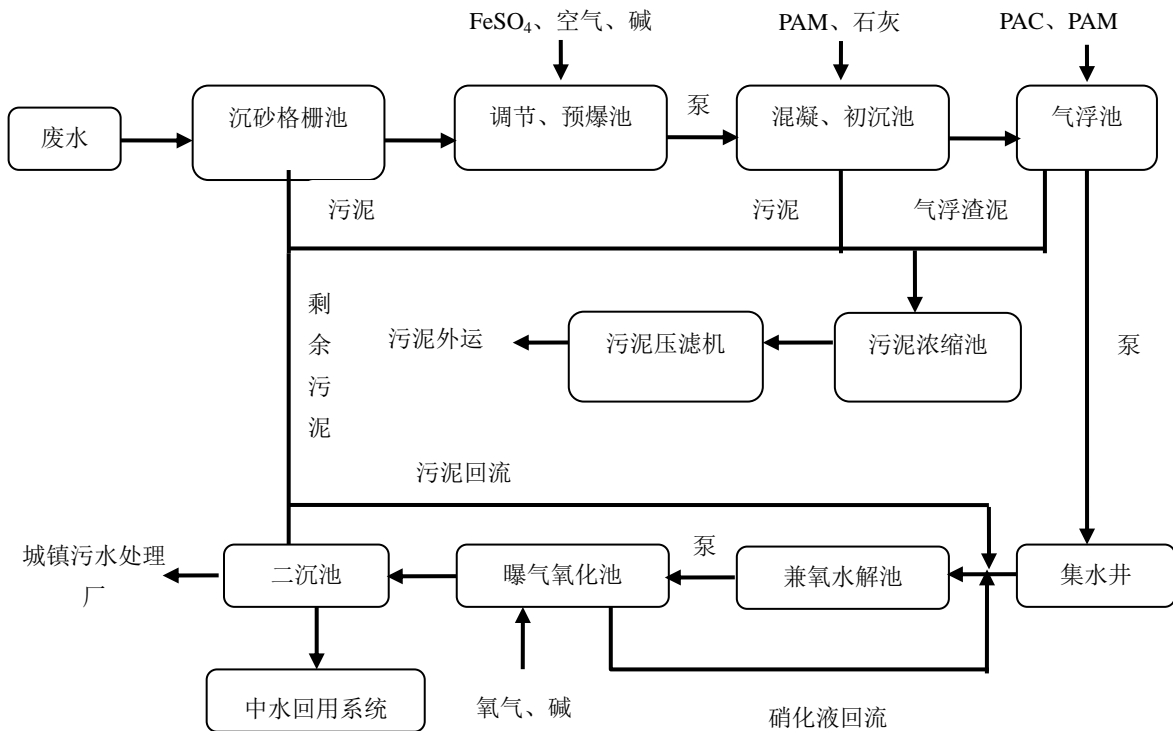 FeSO₄、空气、碱
PAM、石灰
PAC、PAM
废水
沉砂格栅池
调节、预爆池
泵
混凝、初沉池
气浮池
污泥
污泥
气浮渣泥
剩
余
污
泥
污泥外运
污泥压滤机
污泥浓缩池
泵
污泥回流
城镇污水处理
厂
二沉池
曝气氧化池
泵
兼氧水解池
集水井
中水回用系统
氧气、碱
硝化液回流